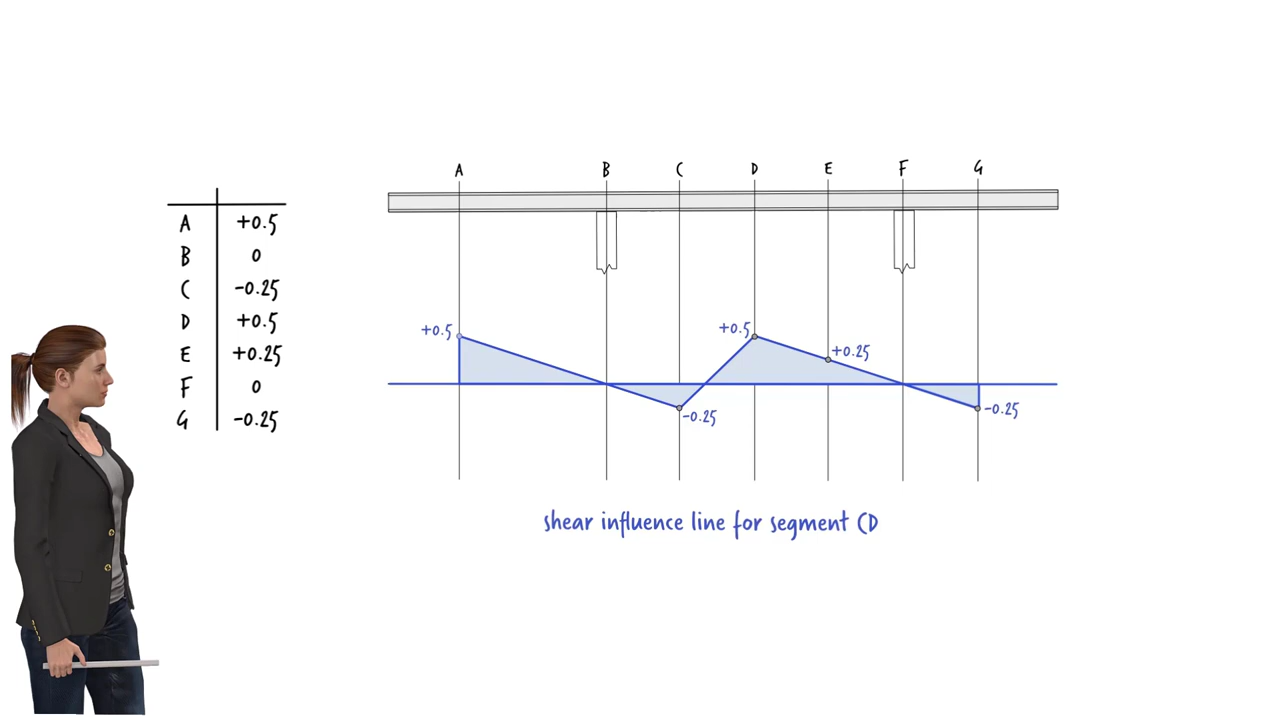 A B C D E F G
A +0.5
B 0
C -0.25
D +0.5
E +0.25
F 0
G -0.25
+0.5 +0.5 +0.25
-0.25 -0.25
shear influence line for segment CD